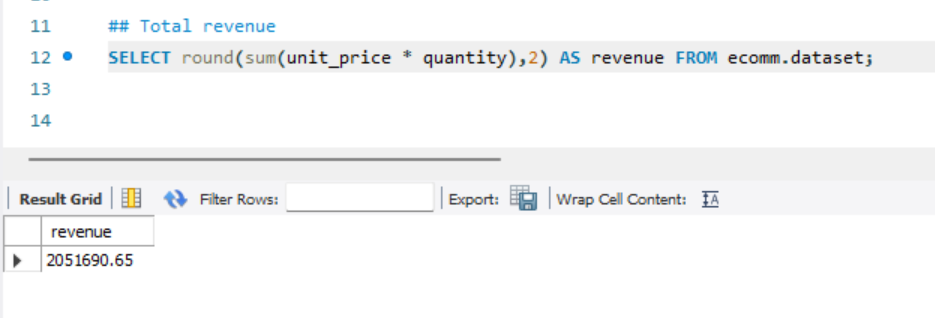 11 ## Total revenue
12 SELECT round(sum(unit_price * quantity),2) AS revenue FROM ecomm.dataset;
13
14
Result Grid Filter Rows: Export: Wrap Cell Content: IA
revenue
2051690.65